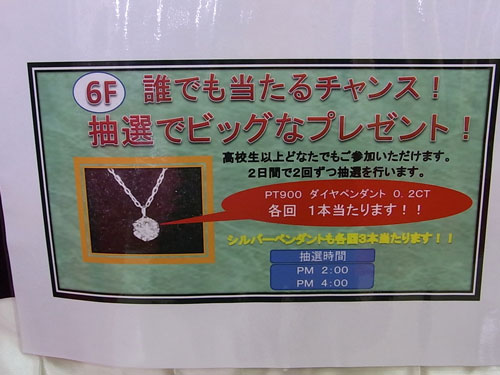 6F 誰でも当たるチャンス！
抽選でビッグなプレゼント！
高校生以上どなたでもご参加いただけます。
2日間で2回ずつ抽選を行います。
PT900 ダイヤペンダント 0.2CT
各回 1本当たります！！
シルバーペンダントも各回3本当たります！！
抽選時間
PM 2:00
PM 4:00